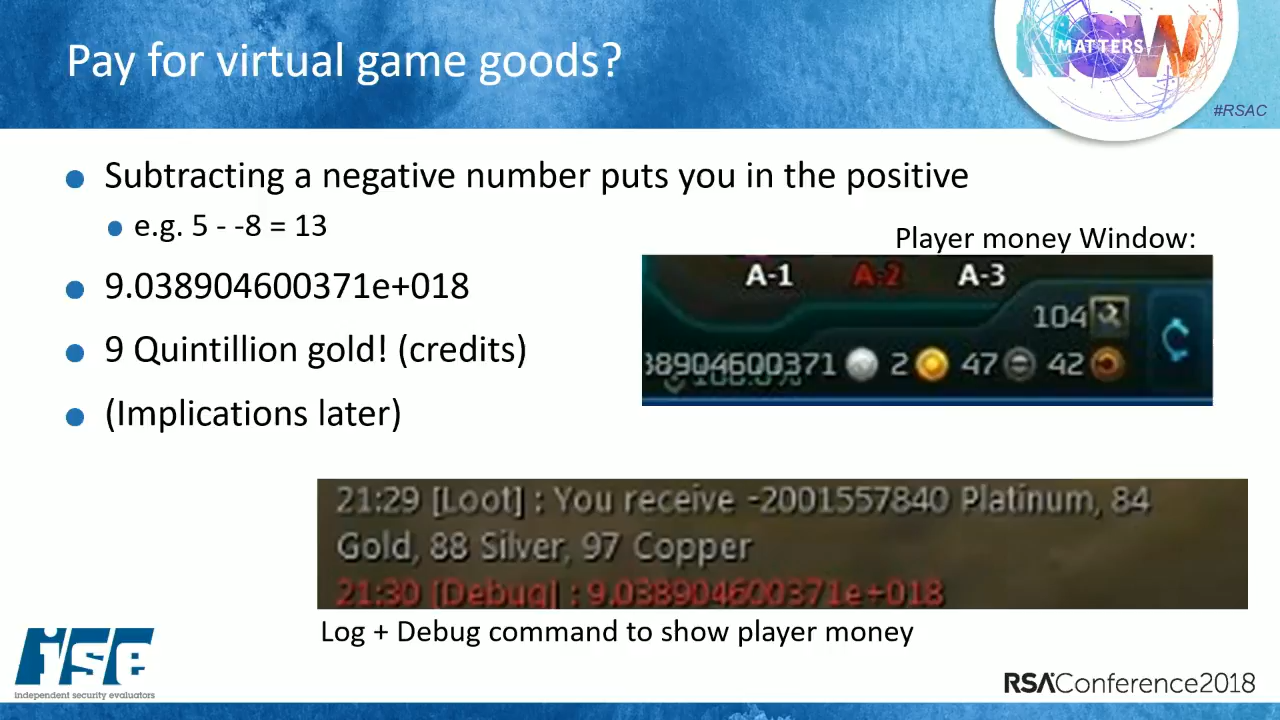 Pay for virtual game goods?
NOW
MATTERS
#RSAC
Subtracting a negative number puts you in the positive
e.g. 5 - -8 = 13
9.038904600371e+018
9 Quintillion gold! (credits)
(Implications later)
Player money Window:
A-1 A-2 A-3
104
38904600371 2 47 42
100.0%
21:29 [Loot] : You receive -2001557840 Platinum, 84
Gold, 88 Silver, 97 Copper
21:30 [Debug] : 9.038904600371e+018
Log + Debug command to show player money
ise
independent security evaluators
RSAConference2018